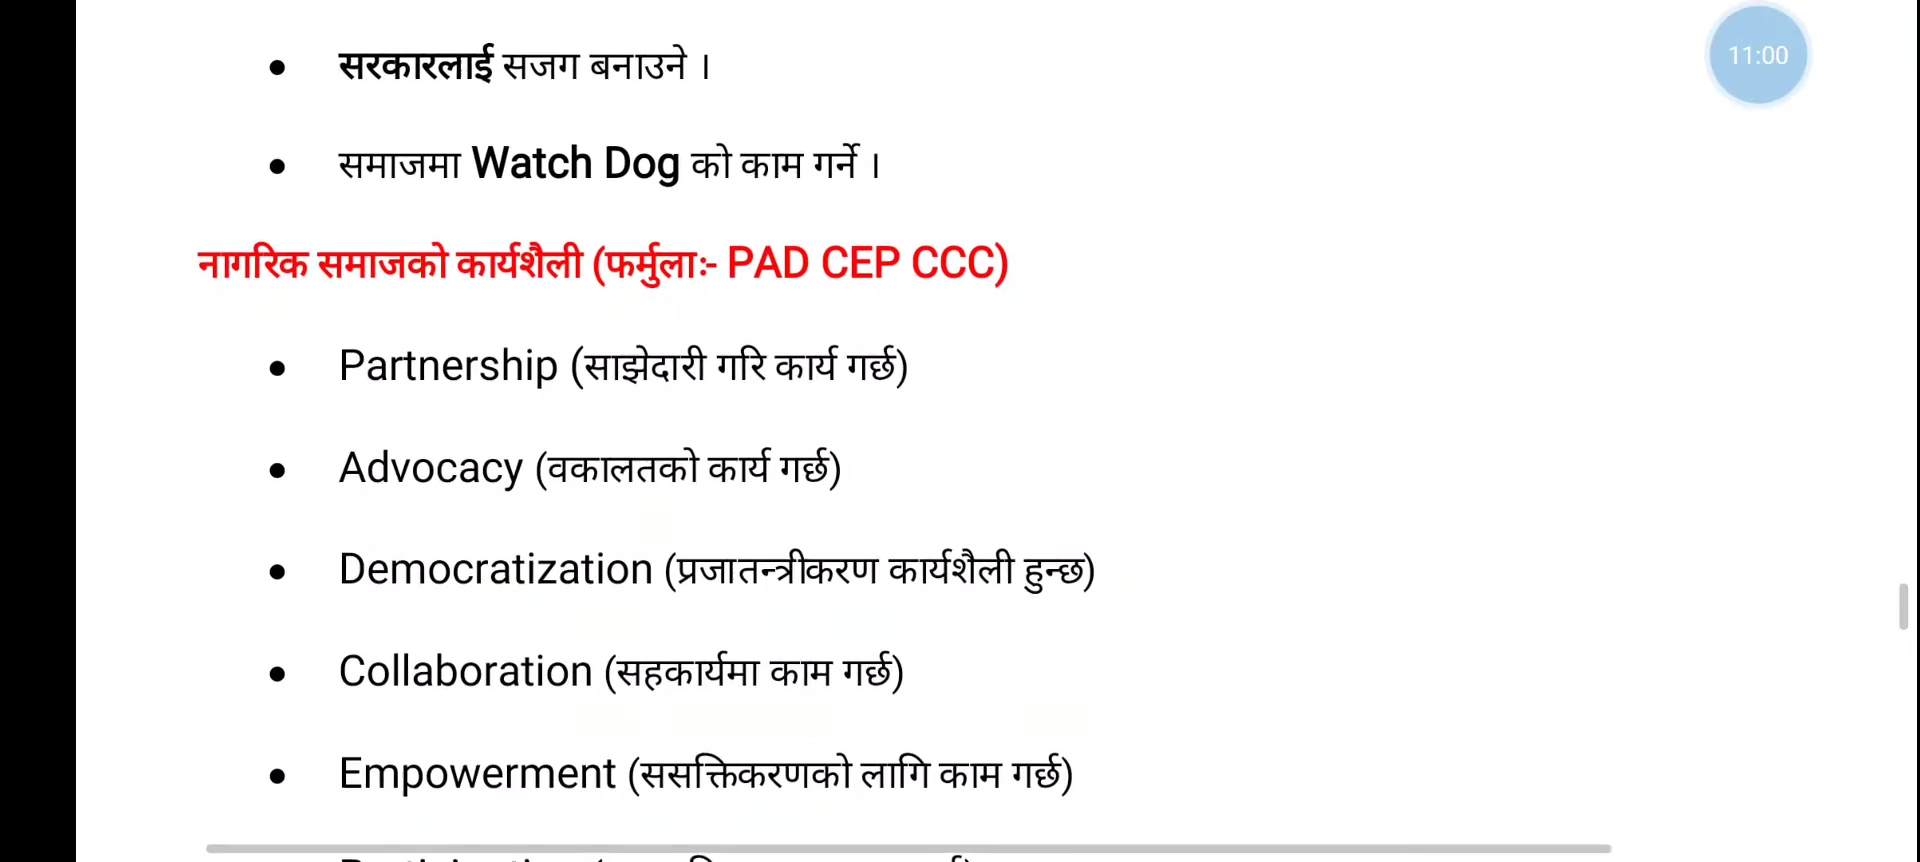 11:00
• सरकारलाई सजग बनाउने ।
• समाजमा Watch Dog को काम गर्ने ।
नागरिक समाजको कार्यशैली (फर्मुलाः- PAD CEP CCC)
• Partnership (साझेदारी गरि कार्य गर्छ)
• Advocacy (वकालतको कार्य गर्छ)
• Democratization (प्रजातन्त्रीकरण कार्यशैली हुन्छ)
• Collaboration (सहकार्यमा काम गर्छ)
• Empowerment (ससक्तिकरणको लागि काम गर्छ)